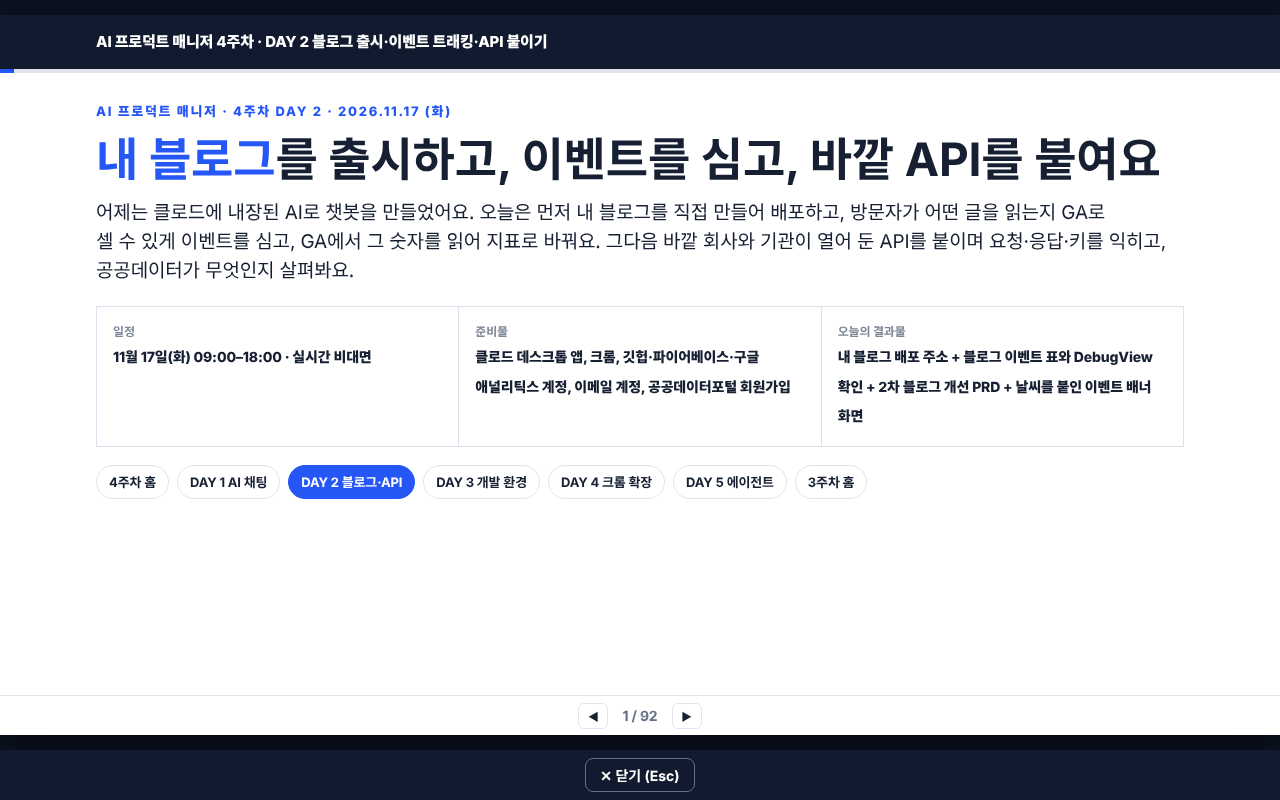 AI 프로덕트 매니저 4주차 · DAY 2 블로그 출시·이벤트 트래킹·API 붙이기
AI 프로덕트 매니저 · 4주차 DAY 2 · 2026.11.17 (화)
내 블로그를 출시하고, 이벤트를 심고, 바깥 API를 붙여요
어제는 클로드에 내장된 AI로 챗봇을 만들었어요. 오늘은 먼저 내 블로그를 직접 만들어 배포하고, 방문자가 어떤 글을 읽는지 GA로
셀 수 있게 이벤트를 심고, GA에서 그 숫자를 읽어 지표로 바꿔요. 그다음 바깥 회사와 기관이 열어 둔 API를 붙이며 요청·응답·키를 익히고,
공공데이터가 무엇인지 살펴봐요.
일정
11월 17일(화) 09:00–18:00 · 실시간 비대면
준비물
클로드 데스크톱 앱, 크롬, 깃헙·파이어베이스·구글
애널리틱스 계정, 이메일 계정, 공공데이터포털 회원가입
오늘의 결과물
내 블로그 배포 주소 + 블로그 이벤트 표와 DebugView
확인 + 2차 블로그 개선 PRD + 날씨를 붙인 이벤트 배너
화면
4주차 홈
DAY 1 AI 채팅
DAY 2 블로그·API
DAY 3 개발 환경
DAY 4 크롬 확장
DAY 5 에이전트
3주차 홈
◀ 1 / 92 ▶
✕ 닫기 (Esc)